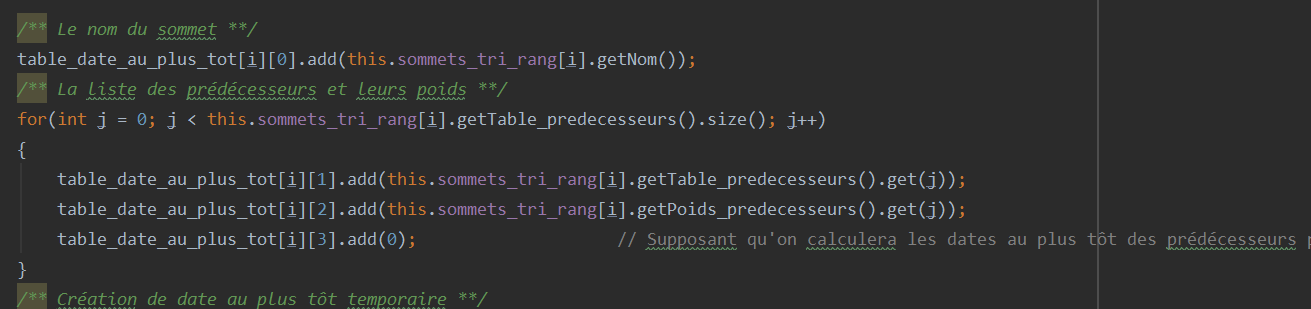 /** Le nom du sommet **/
table_date_au_plus_tot[i][0].add(this.sommets_tri_rang[i].getNom());
/** La liste des prédécesseurs et leurs poids **/
for(int j = 0; j < this.sommets_tri_rang[i].getTable_predecesseurs().size(); j++)
{
table_date_au_plus_tot[i][1].add(this.sommets_tri_rang[i].getTable_predecesseurs().get(j));
table_date_au_plus_tot[i][2].add(this.sommets_tri_rang[i].getPoids_predecesseurs().get(j));
table_date_au_plus_tot[i][3].add(0); // Supposant qu'on calculera les dates au plus tôt des prédécesseurs
}
/** Création de date au plus tôt temporaire **/